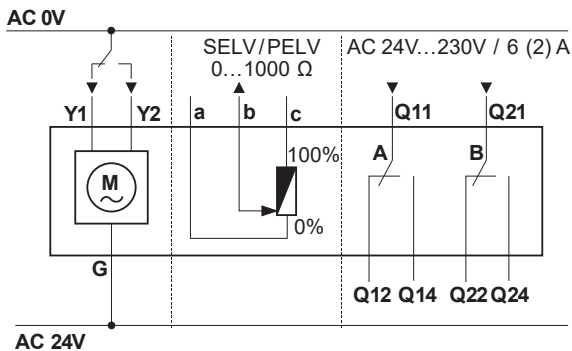 AC 0V
SELV/PELV
0...1000 Ω
AC 24V...230V / 6 (2) A
Y1 Y2 a b c Q11 Q21
100%
A B
M
~
0%
G
Q12 Q14 Q22 Q24
AC 24V